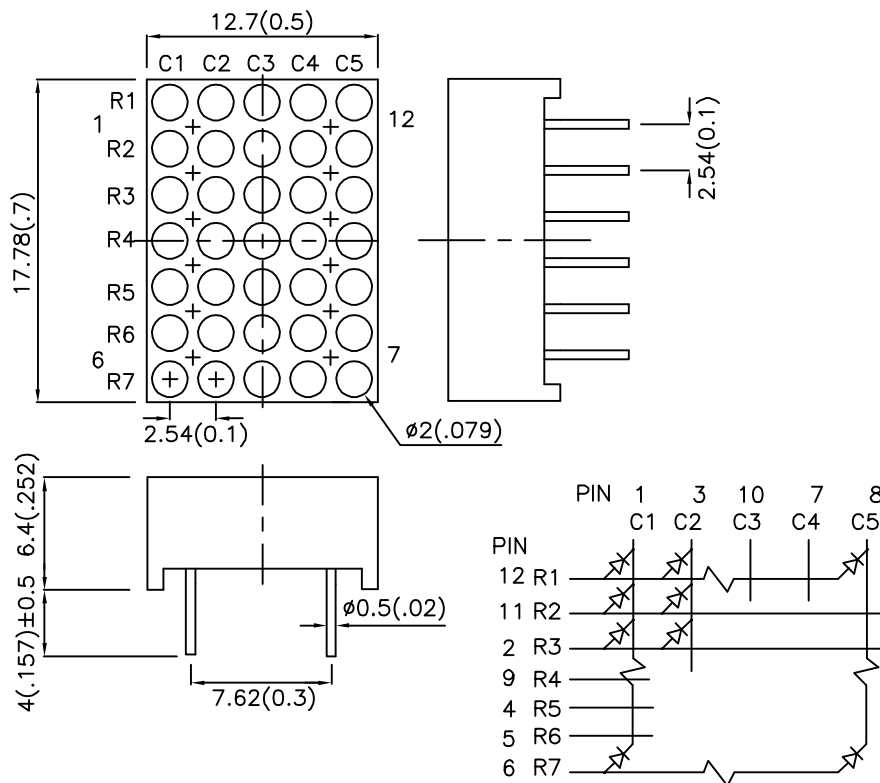 12.7(0.5)
C1 C2 C3 C4 C5
R1
1
12
R2
R3
R4
R5
R6
6
7
R7
17.78(.7)
2.54(0.1)
ø2(.079)
2.54(0.1)
6.4(.252)
4(.157)±0.5
ø0.5(.02)
7.62(0.3)
PIN 1 3 10 7 8
C1 C2 C3 C4 C5
PIN
12 R1
11 R2
2 R3
9 R4
4 R5
5 R6
6 R7